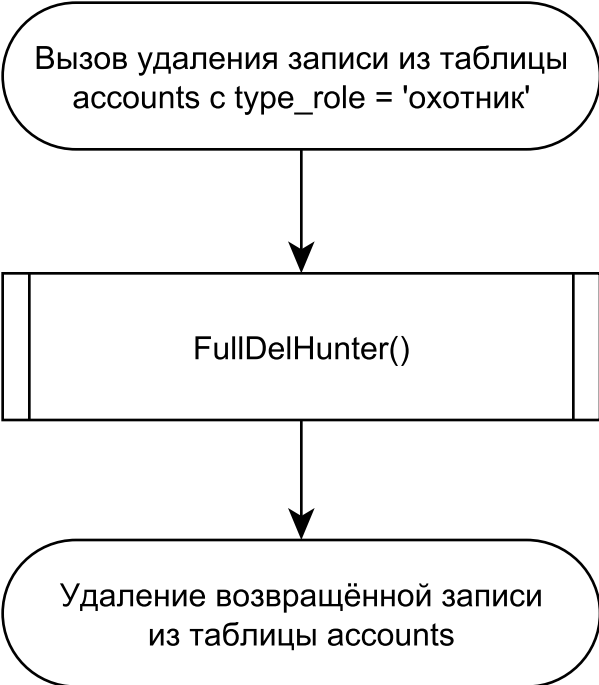 Вызов удаления записи из таблицы
accounts с type_role = 'охотник'
FullDelHunter()
Удаление возвращённой записи
из таблицы accounts